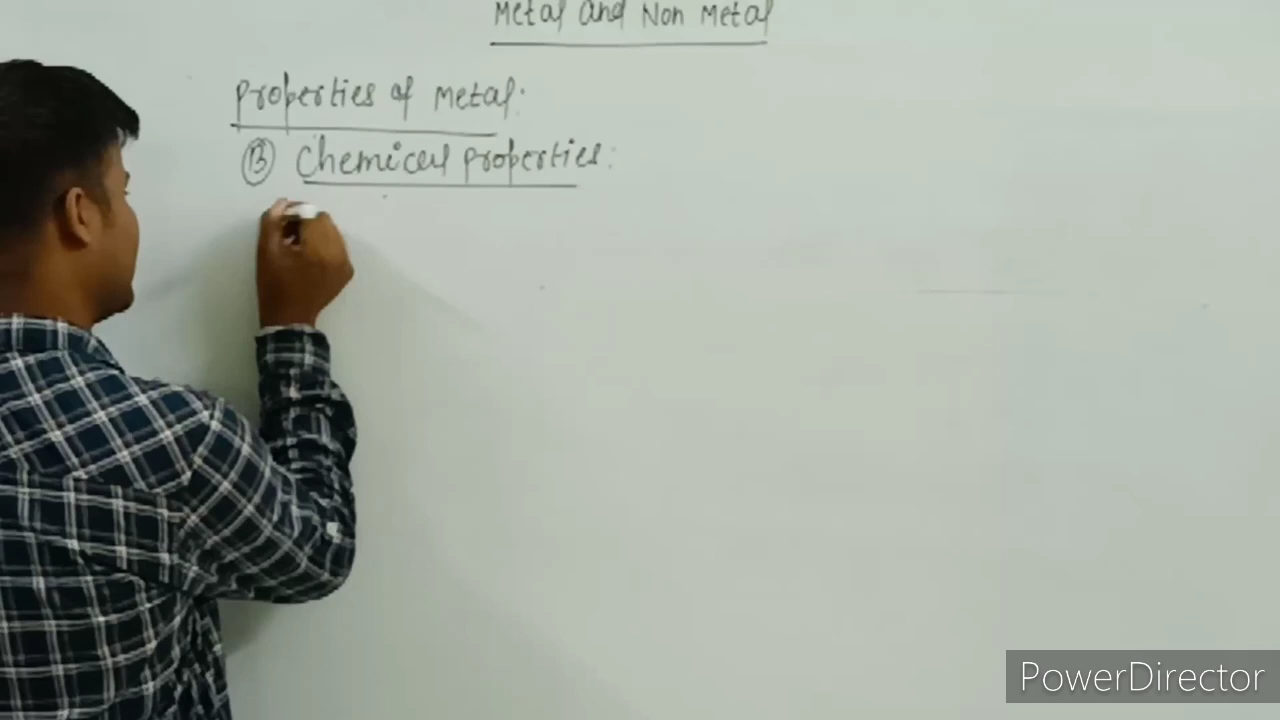 Metal and Non Metal
Properties of Metal:
(B) Chemical properties:
PowerDirector